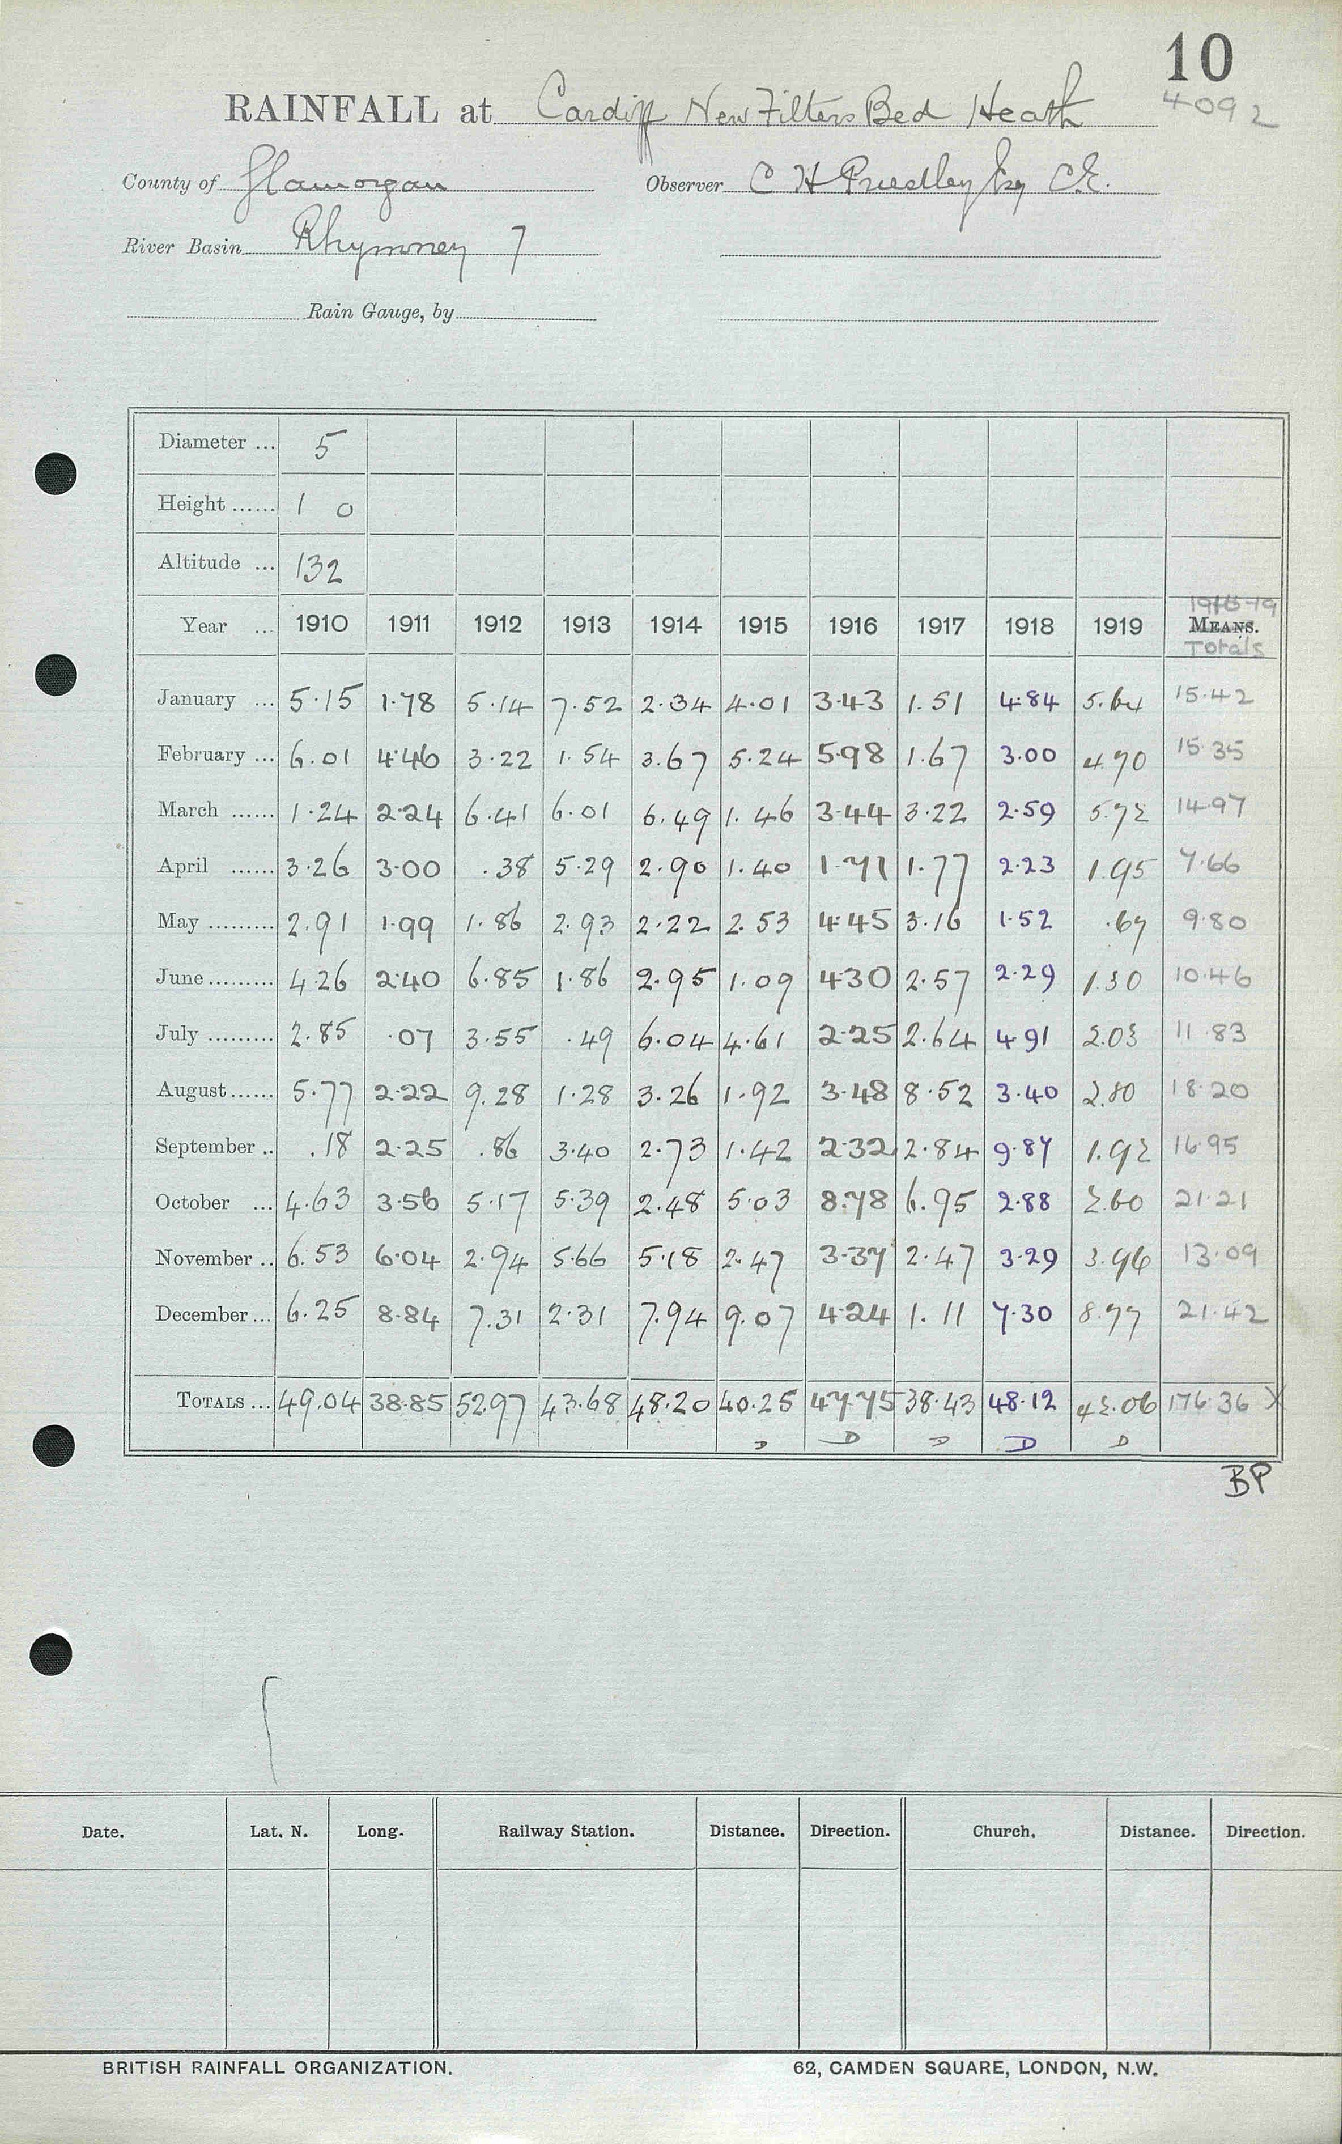 10
RAINFALL at Cardiff New Filters Bed Heath 4092
County of Glamorgan Observer C H Priedley Esq C.E.
River Basin Rhymney 7
Rain Gauge, by
Diameter ... 5
Height ...... 1 0
Altitude ... 132
1916-19
Year ... 1910 1911 1912 1913 1914 1915 1916 1917 1918 1919 MEANS.
Totals
January ... 5.15 1.78 5.14 7.52 2.34 4.01 3.43 1.51 4.84 5.64 15.42
February ... 6.01 4.46 3.22 1.54 3.67 5.24 5.98 1.67 3.00 4.70 15.35
March ...... 1.24 2.24 6.41 6.01 6.49 1.46 3.44 3.22 2.59 5.72 14.97
April ...... 3.26 3.00 .38 5.29 2.90 1.40 1.71 1.77 2.23 1.95 7.66
May ......... 2.91 1.99 1.86 2.93 2.22 2.53 4.45 3.16 1.52 .67 9.80
June ......... 4.26 2.40 6.85 1.86 2.95 1.09 4.30 2.57 2.29 1.30 10.46
July ......... 2.85 .07 3.55 .49 6.04 4.61 2.25 2.64 4.91 2.03 11.83
August ...... 5.77 2.22 9.28 1.28 3.26 1.92 3.48 8.52 3.40 2.80 18.20
September .. .18 2.25 .86 3.40 2.73 1.42 2.32 2.84 9.87 1.92 16.95
October ... 4.63 3.56 5.17 5.39 2.48 5.03 8.78 6.95 2.88 2.60 21.21
November .. 6.53 6.04 2.94 5.66 5.18 2.47 3.37 2.47 3.29 3.96 13.09
December ... 6.25 8.84 7.31 2.31 7.94 9.07 4.24 1.11 7.30 8.77 21.42
TOTALS ... 49.04 38.85 52.97 43.68 48.20 40.25 47.75 38.43 48.12 42.06 176.36 X
D D D D D
BP
Date. Lat. N. Long. Railway Station. Distance. Direction. Church. Distance. Direction.
BRITISH RAINFALL ORGANIZATION. 62, CAMDEN SQUARE, LONDON, N.W.